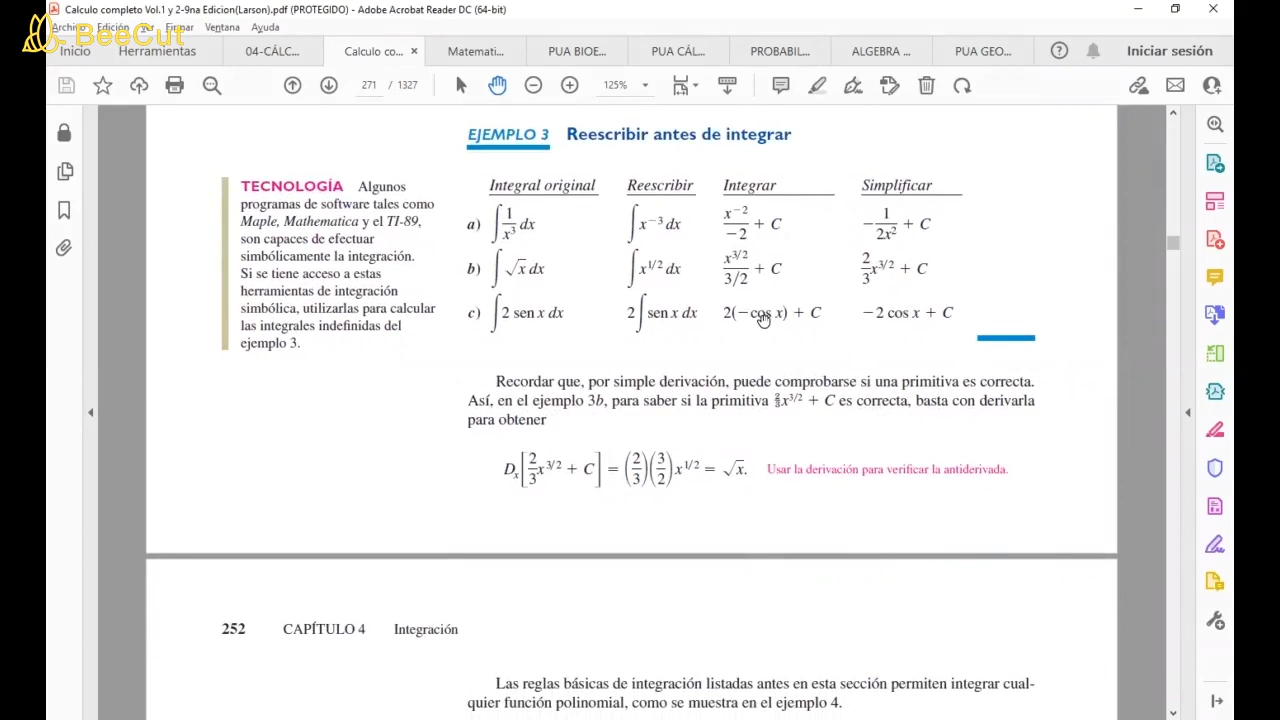 Calculo completo Vol.1 y 2-9na Edicion(Larson).pdf (PROTEGIDO) - Adobe Acrobat Reader DC (64-bit)
Archivo Edición Ver Firmar Ventana Ayuda
BeeCut
Inicio Herramientas 04-CÁLC... Calculo co... × Matemati... PUA BIOE... PUA CÁL... PROBABIL... ALGEBRA ... PUA GEO... Iniciar sesión
271 / 1327 125%
EJEMPLO 3 Reescribir antes de integrar
TECNOLOGÍA Algunos
programas de software tales como
Maple, Mathematica y el TI-89,
son capaces de efectuar
simbólicamente la integración.
Si se tiene acceso a estas
herramientas de integración
simbólica, utilizarlas para calcular
las integrales indefinidas del
ejemplo 3.
Integral original Reescribir Integrar Simplificar
a) ∫ 1/x³ dx ∫ x⁻³ dx x⁻²/−2 + C −1/2x² + C
b) ∫ √x dx ∫ x^1/2 dx x^3/2/3/2 + C 2/3 x^3/2 + C
c) ∫ 2 sen x dx 2 ∫ sen x dx 2(−cos x) + C −2 cos x + C
Recordar que, por simple derivación, puede comprobarse si una primitiva es correcta.
Así, en el ejemplo 3b, para saber si la primitiva 2/3 x^3/2 + C es correcta, basta con derivarla
para obtener
Dx[2/3 x^3/2 + C] = (2/3)(3/2) x^1/2 = √x. Usar la derivación para verificar la antiderivada.
252 CAPÍTULO 4 Integración
Las reglas básicas de integración listadas antes en esta sección permiten integrar cual-
quier función polinomial, como se muestra en el ejemplo 4.